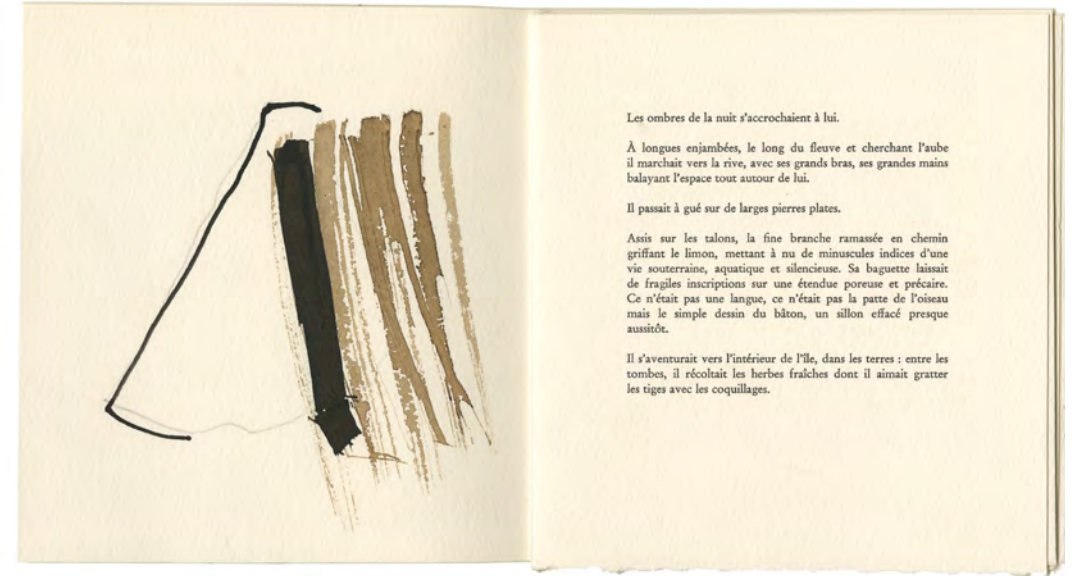 Les ombres de la nuit s'accrochaient à lui.
À longues enjambées, le long du fleuve et cherchant l'aube
il marchait vers la rive, avec ses grands bras, ses grandes mains
balayant l'espace tout autour de lui.
Il passait à gué sur de larges pierres plates.
Assis sur les talons, la fine branche ramassée en chemin
griffant le limon, mettant à nu de minuscules indices d'une
vie souterraine, aquatique et silencieuse. Sa baguette laissait
de fragiles inscriptions sur une étendue poreuse et précaire.
Ce n'était pas une langue, ce n'était pas la patte de l'oiseau
mais le simple dessin du bâton, un sillon effacé presque
aussitôt.
Il s'aventurait vers l'intérieur de l'île, dans les terres : entre les
tombes, il récoltait les herbes fraîches dont il aimait gratter
les tiges avec les coquillages.